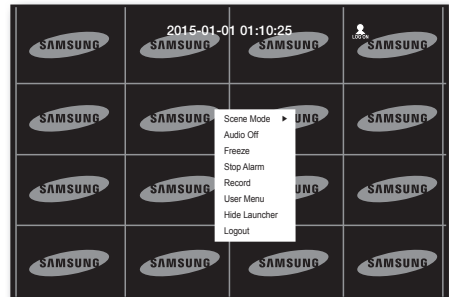 2015-01-01 01:10:25
LOG ON
SAMSUNG SAMSUNG SAMSUNG SAMSUNG
SAMSUNG SAMSUNG SAMSUNG SAMSUNG
Scene Mode ▶
Audio Off
Freeze
Stop Alarm
Record
User Menu
Hide Launcher
Logout
SAMSUNG SAMSUNG SAMSUNG SAMSUNG
SAMSUNG SAMSUNG SAMSUNG SAMSUNG